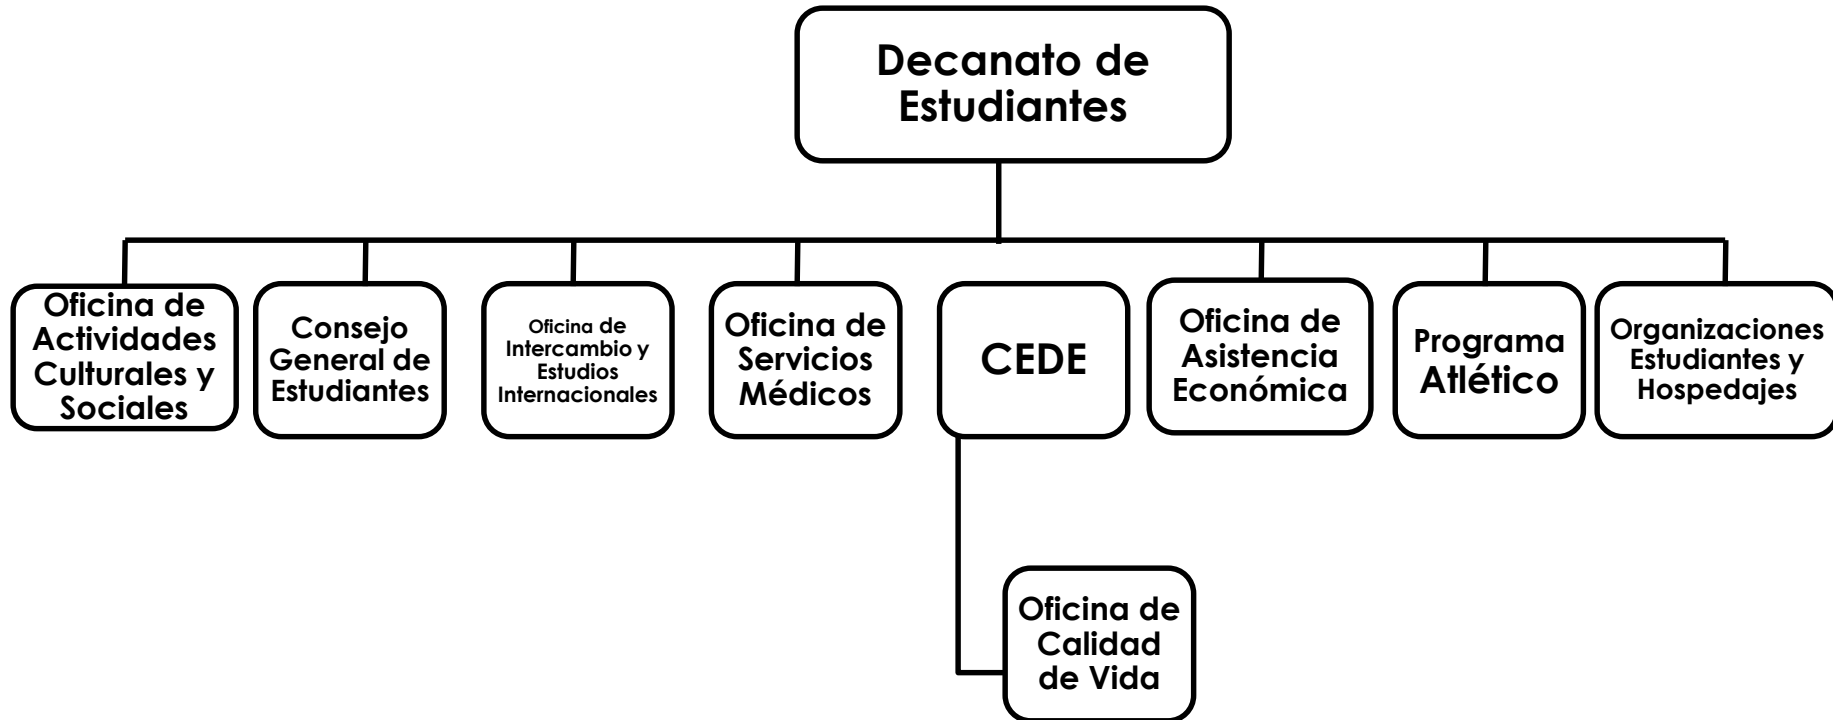 Decanato de
Estudiantes
Oficina de
Actividades
Culturales y
Sociales
Consejo
General de
Estudiantes
Oficina de
Intercambio y
Estudios
Internacionales
Oficina de
Servicios
Médicos
CEDE
Oficina de
Asistencia
Económica
Programa
Atlético
Organizaciones
Estudiantes y
Hospedajes
Oficina de
Calidad
de Vida